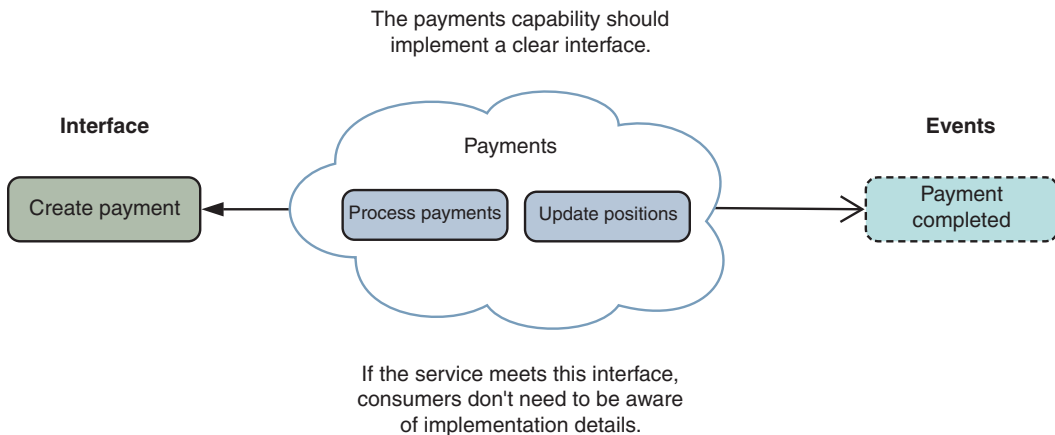 The payments capability should
implement a clear interface.
Interface
Events
Payments
Create payment
Process payments
Update positions
Payment
completed
If the service meets this interface,
consumers don't need to be aware
of implementation details.